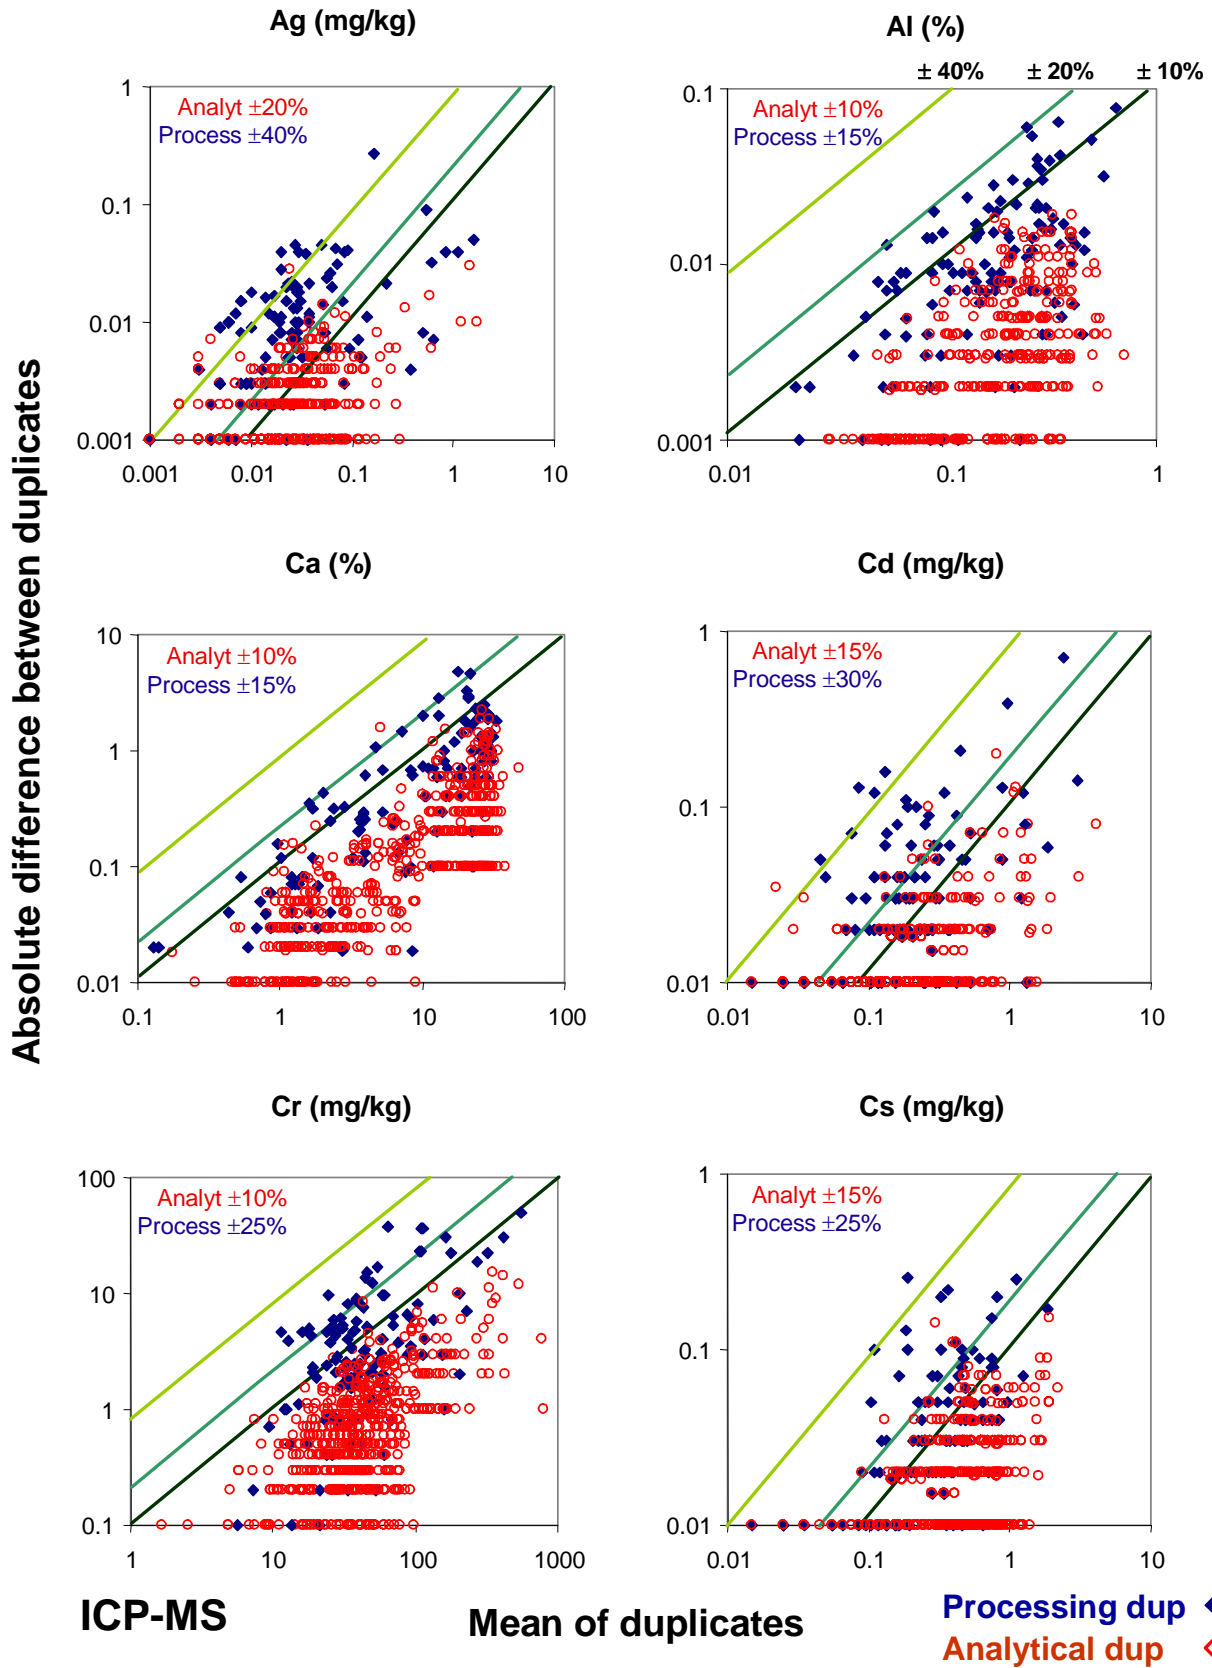 Ag (mg/kg)
Al (%)
± 40% ± 20% ± 10%
1
0.1
0.01
0.001
Analyt ±20%
Process ±40%
0.001 0.01 0.1 1 10
0.1
0.01
0.001
Analyt ±10%
Process ±15%
0.01 0.1 1
Absolute difference between duplicates
Ca (%)
Cd (mg/kg)
10
1
0.1
0.01
Analyt ±10%
Process ±15%
0.1 1 10 100
1
0.1
0.01
Analyt ±15%
Process ±30%
0.01 0.1 1 10
Cr (mg/kg)
Cs (mg/kg)
100
10
1
0.1
Analyt ±10%
Process ±25%
1 10 100 1000
1
0.1
0.01
Analyt ±15%
Process ±25%
0.01 0.1 1 10
ICP-MS
Mean of duplicates
Processing dup
Analytical dup